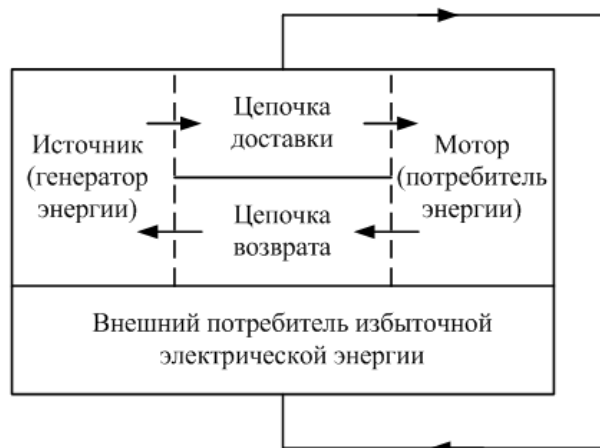 Цепочка
доставки
Источник
(генератор
энергии)
Мотор
(потребитель
энергии)
Цепочка
возврата
Внешний потребитель избыточной
электрической энергии